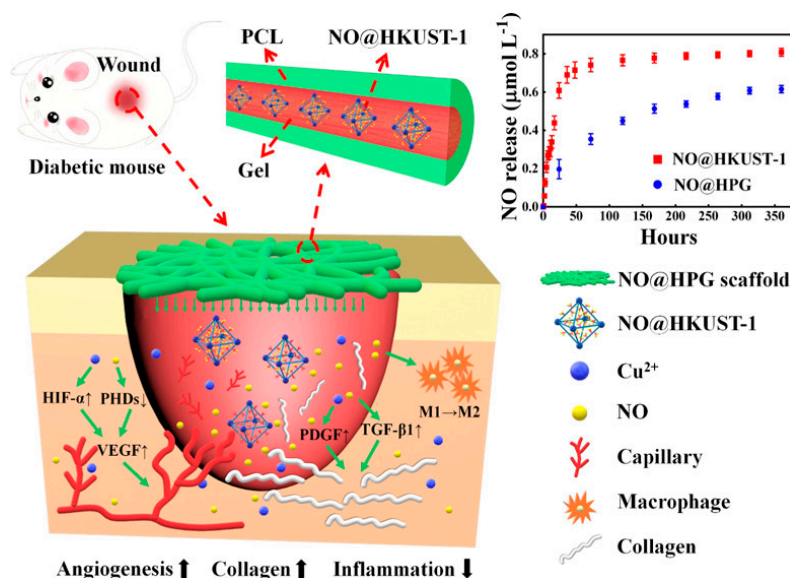 Wound
Diabetic mouse
PCL
NO@HKUST-1
Gel
NO release (μmol L⁻¹)
0.8
0.6
0.4
0.2
0.0
0 50 100 150 200 250 300 350
Hours
NO@HKUST-1
NO@HPG
HIF-α↑ PHDs↓
VEGF↑
PDGF↑ TGF-β1↑
M1→M2
Angiogenesis ⬆ Collagen ⬆ Inflammation ⬇
NO@HPG scaffold
NO@HKUST-1
Cu²⁺
NO
Capillary
Macrophage
Collagen